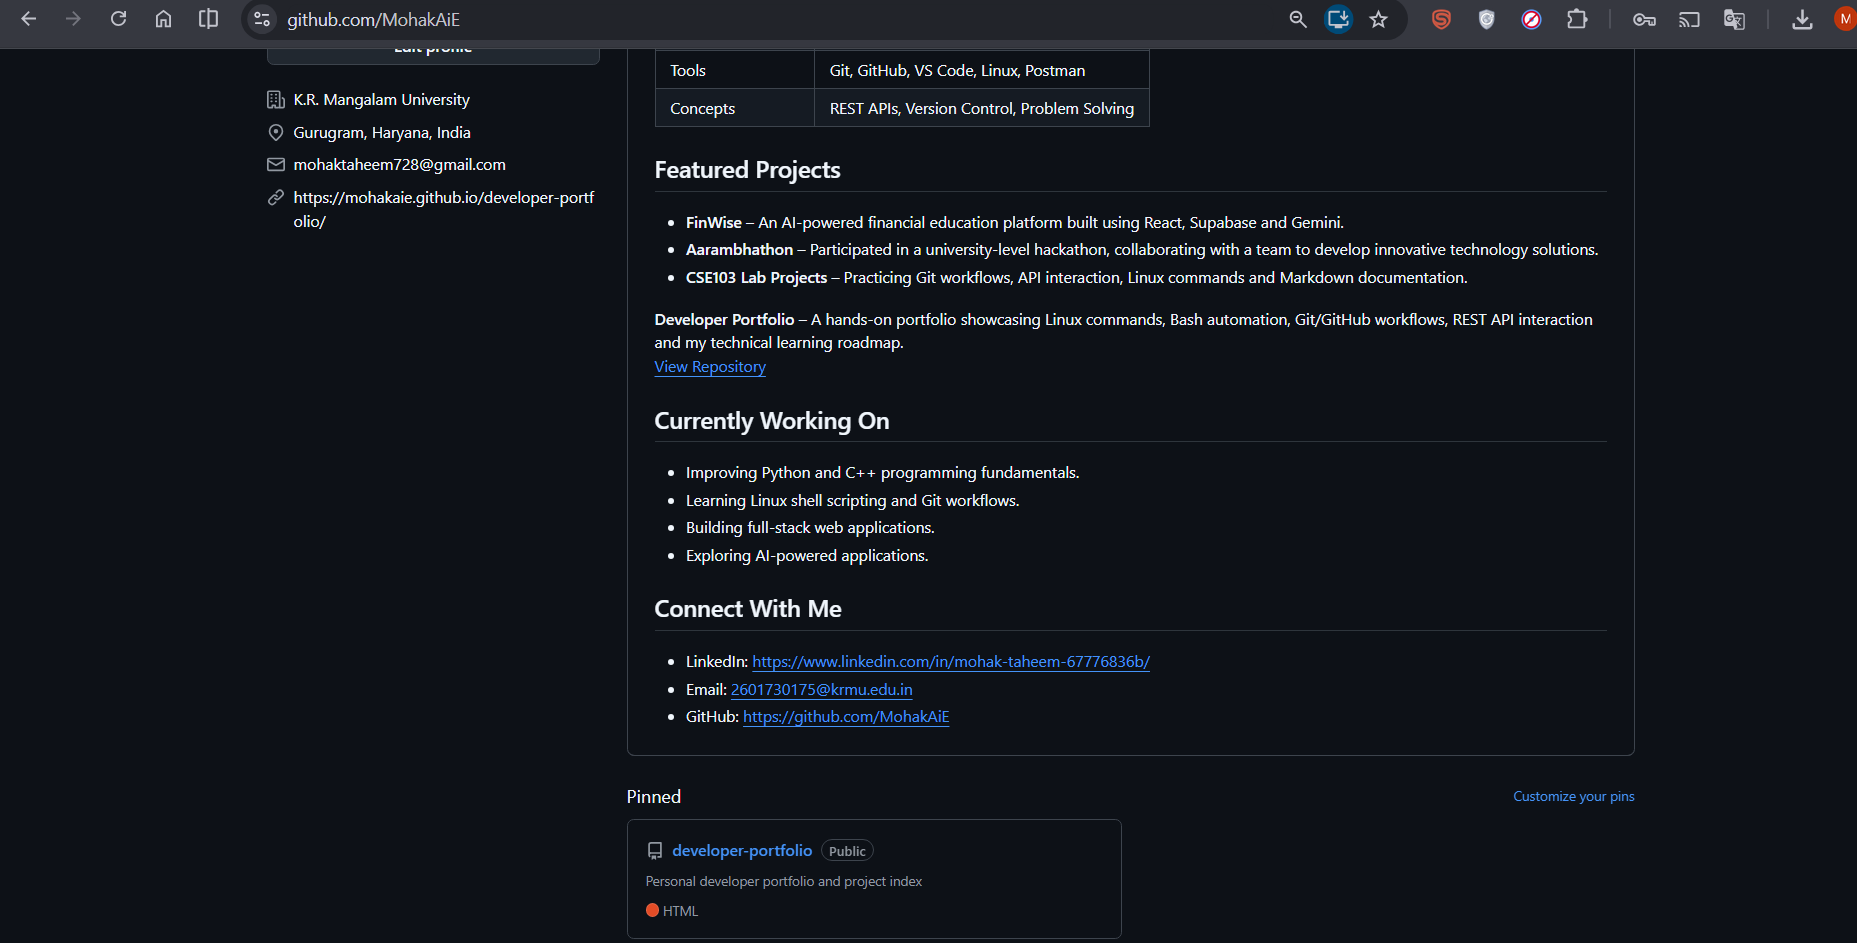 github.com/MohakAiE
M
Edit profile
K.R. Mangalam University
Gurugram, Haryana, India
mohaktaheem728@gmail.com
https://mohakaie.github.io/developer-portf
olio/
Tools Git, GitHub, VS Code, Linux, Postman
Concepts REST APIs, Version Control, Problem Solving
Featured Projects
FinWise – An AI-powered financial education platform built using React, Supabase and Gemini.
Aarambhathon – Participated in a university-level hackathon, collaborating with a team to develop innovative technology solutions.
CSE103 Lab Projects – Practicing Git workflows, API interaction, Linux commands and Markdown documentation.
Developer Portfolio – A hands-on portfolio showcasing Linux commands, Bash automation, Git/GitHub workflows, REST API interaction
and my technical learning roadmap.
View Repository
Currently Working On
Improving Python and C++ programming fundamentals.
Learning Linux shell scripting and Git workflows.
Building full-stack web applications.
Exploring AI-powered applications.
Connect With Me
LinkedIn: https://www.linkedin.com/in/mohak-taheem-67776836b/
Email: 2601730175@krmu.edu.in
GitHub: https://github.com/MohakAiE
Pinned
Customize your pins
developer-portfolio Public
Personal developer portfolio and project index
HTML